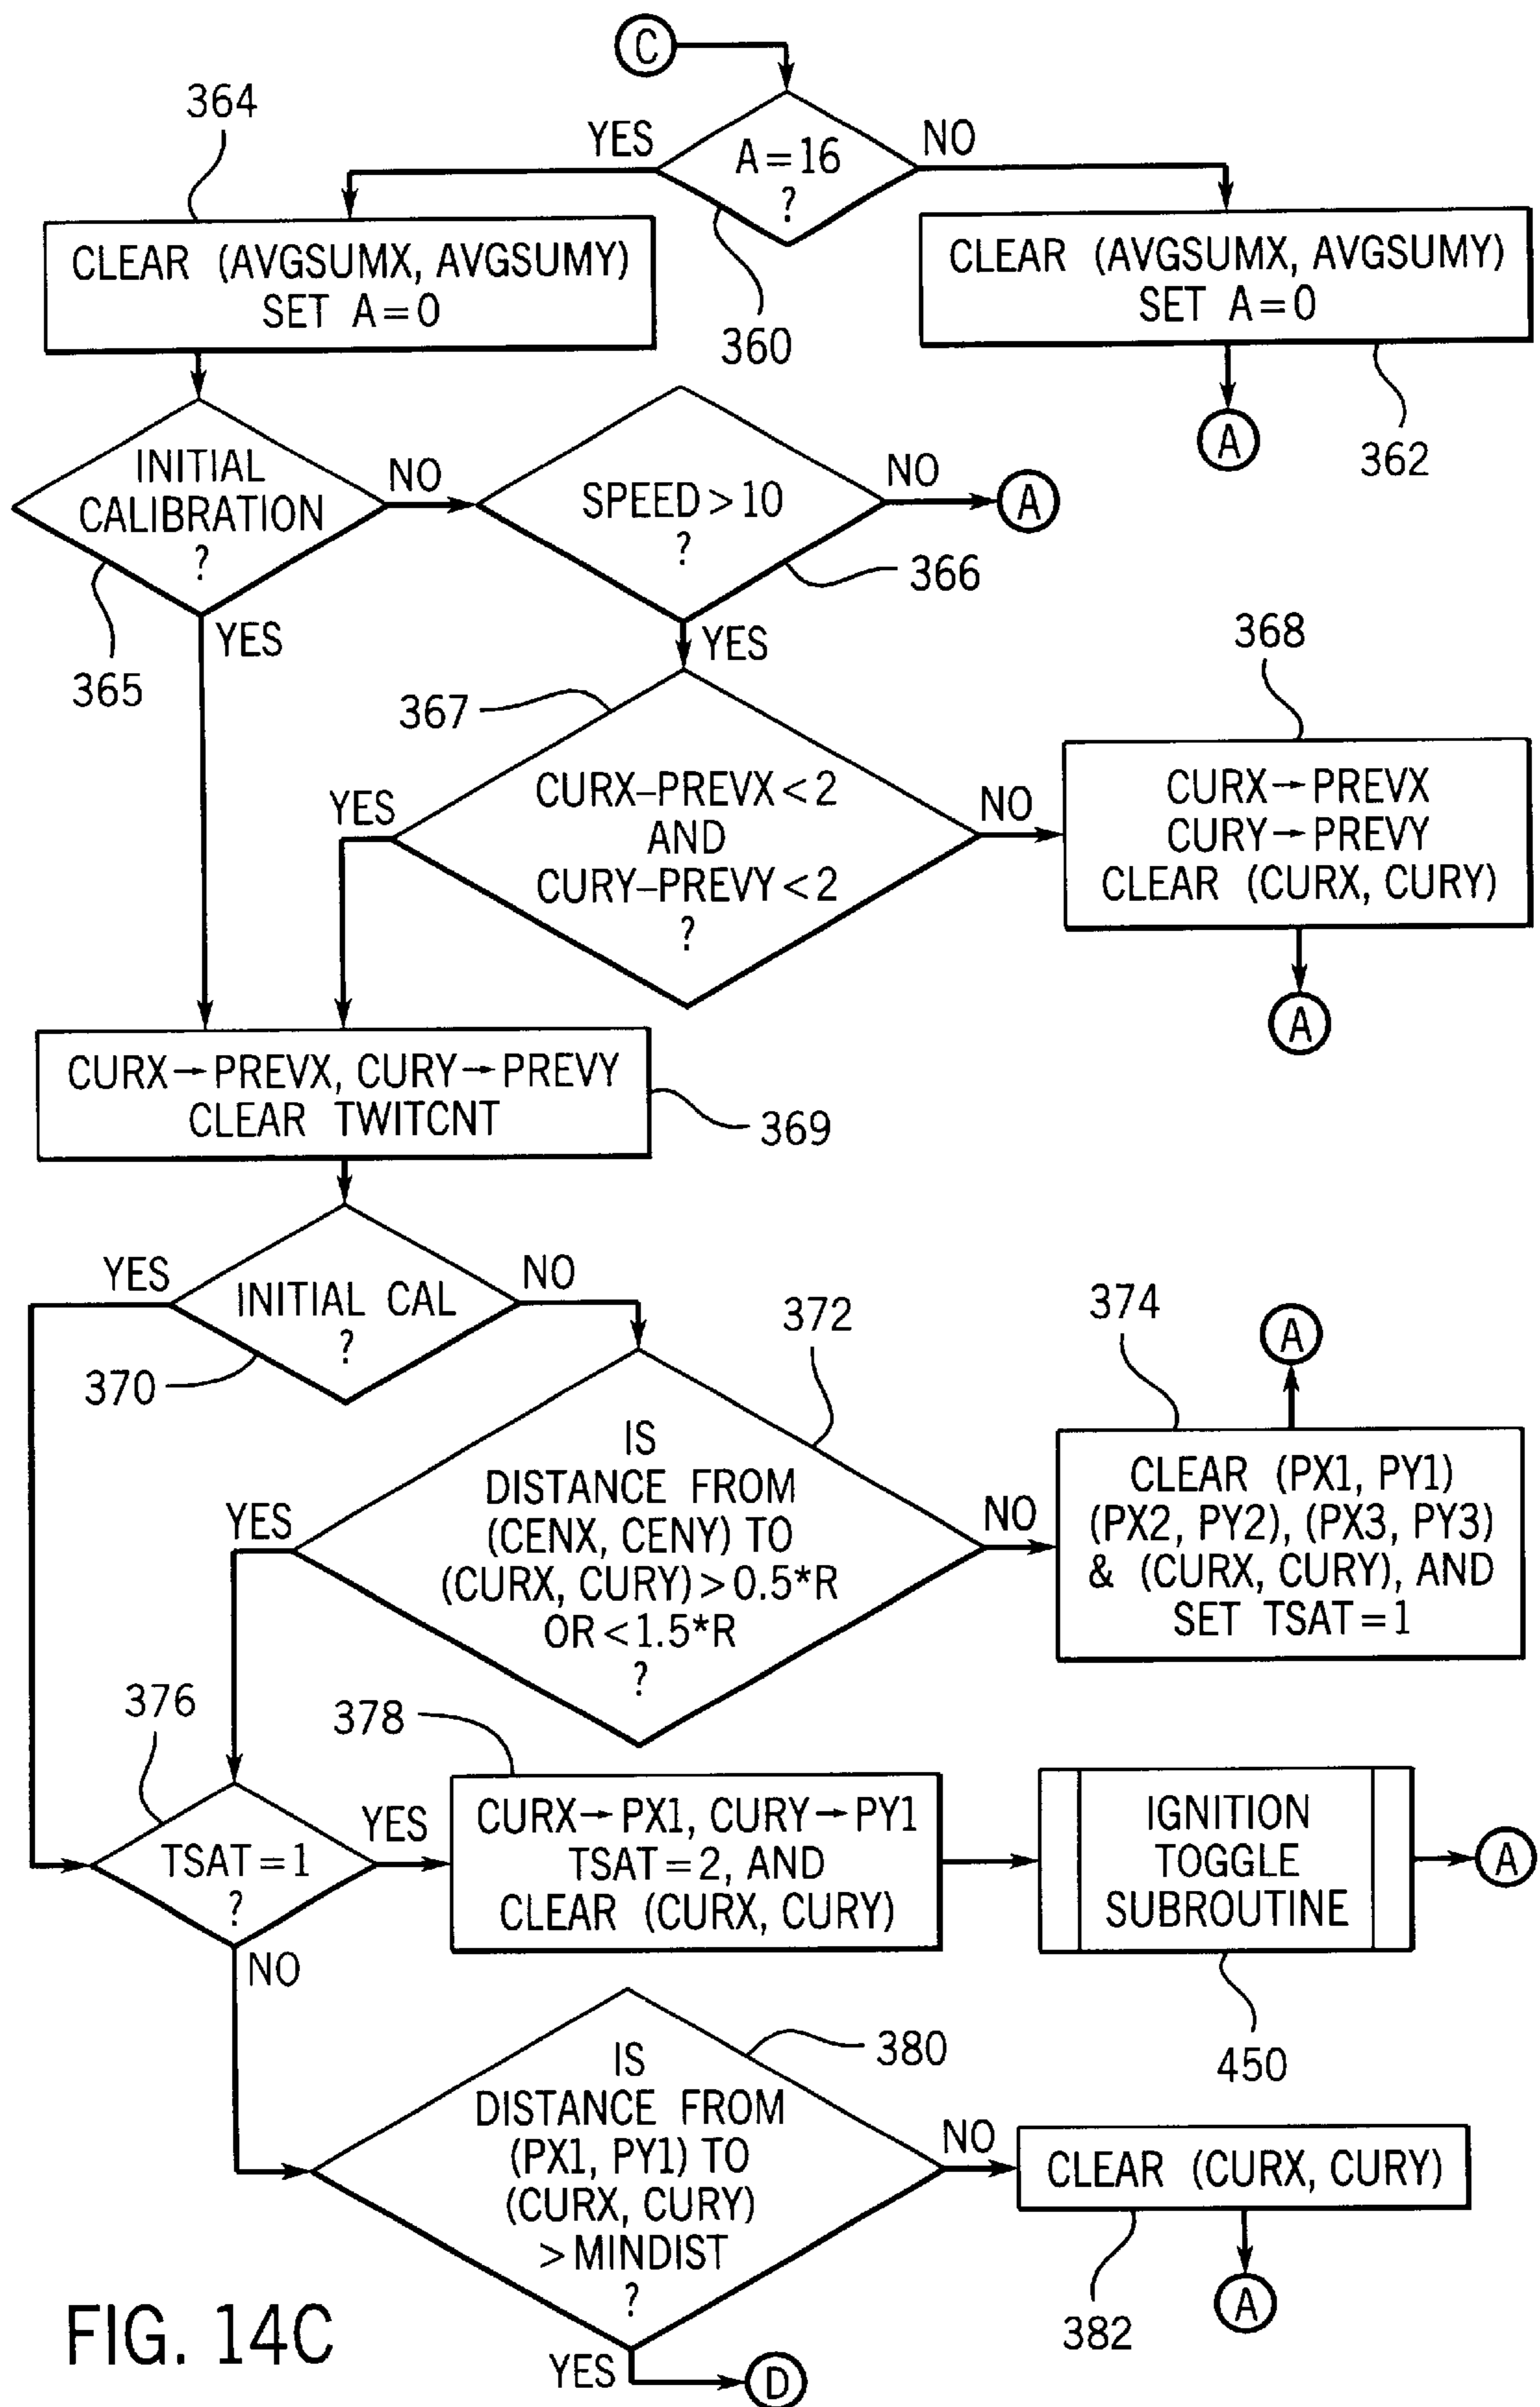 C
364
YES
A=16
?
NO
CLEAR (AVGSUMX, AVGSUMY)
SET A=0
360
CLEAR (AVGSUMX, AVGSUMY)
SET A=0
A
362
INITIAL
CALIBRATION
?
NO
SPEED>10
?
NO
A
366
365
YES
YES
367
368
YES
CURX–PREVX<2
AND
CURY–PREVY<2
?
NO
CURX→PREVX
CURY→PREVY
CLEAR (CURX, CURY)
A
CURX→PREVX, CURY→PREVY
CLEAR TWITCNT
369
YES
INITIAL CAL
?
NO
370
372
374
A
YES
IS
DISTANCE FROM
(CENX, CENY) TO
(CURX, CURY)>0.5*R
OR<1.5*R
?
NO
CLEAR (PX1, PY1)
(PX2, PY2), (PX3, PY3)
& (CURX, CURY), AND
SET TSAT=1
376
378
TSAT=1
?
YES
CURX→PX1, CURY→PY1
TSAT=2, AND
CLEAR (CURX, CURY)
IGNITION
TOGGLE
SUBROUTINE
A
NO
450
380
IS
DISTANCE FROM
(PX1, PY1) TO
(CURX, CURY)
>MINDIST
?
NO
CLEAR (CURX, CURY)
382
A
YES
D
FIG. 14C